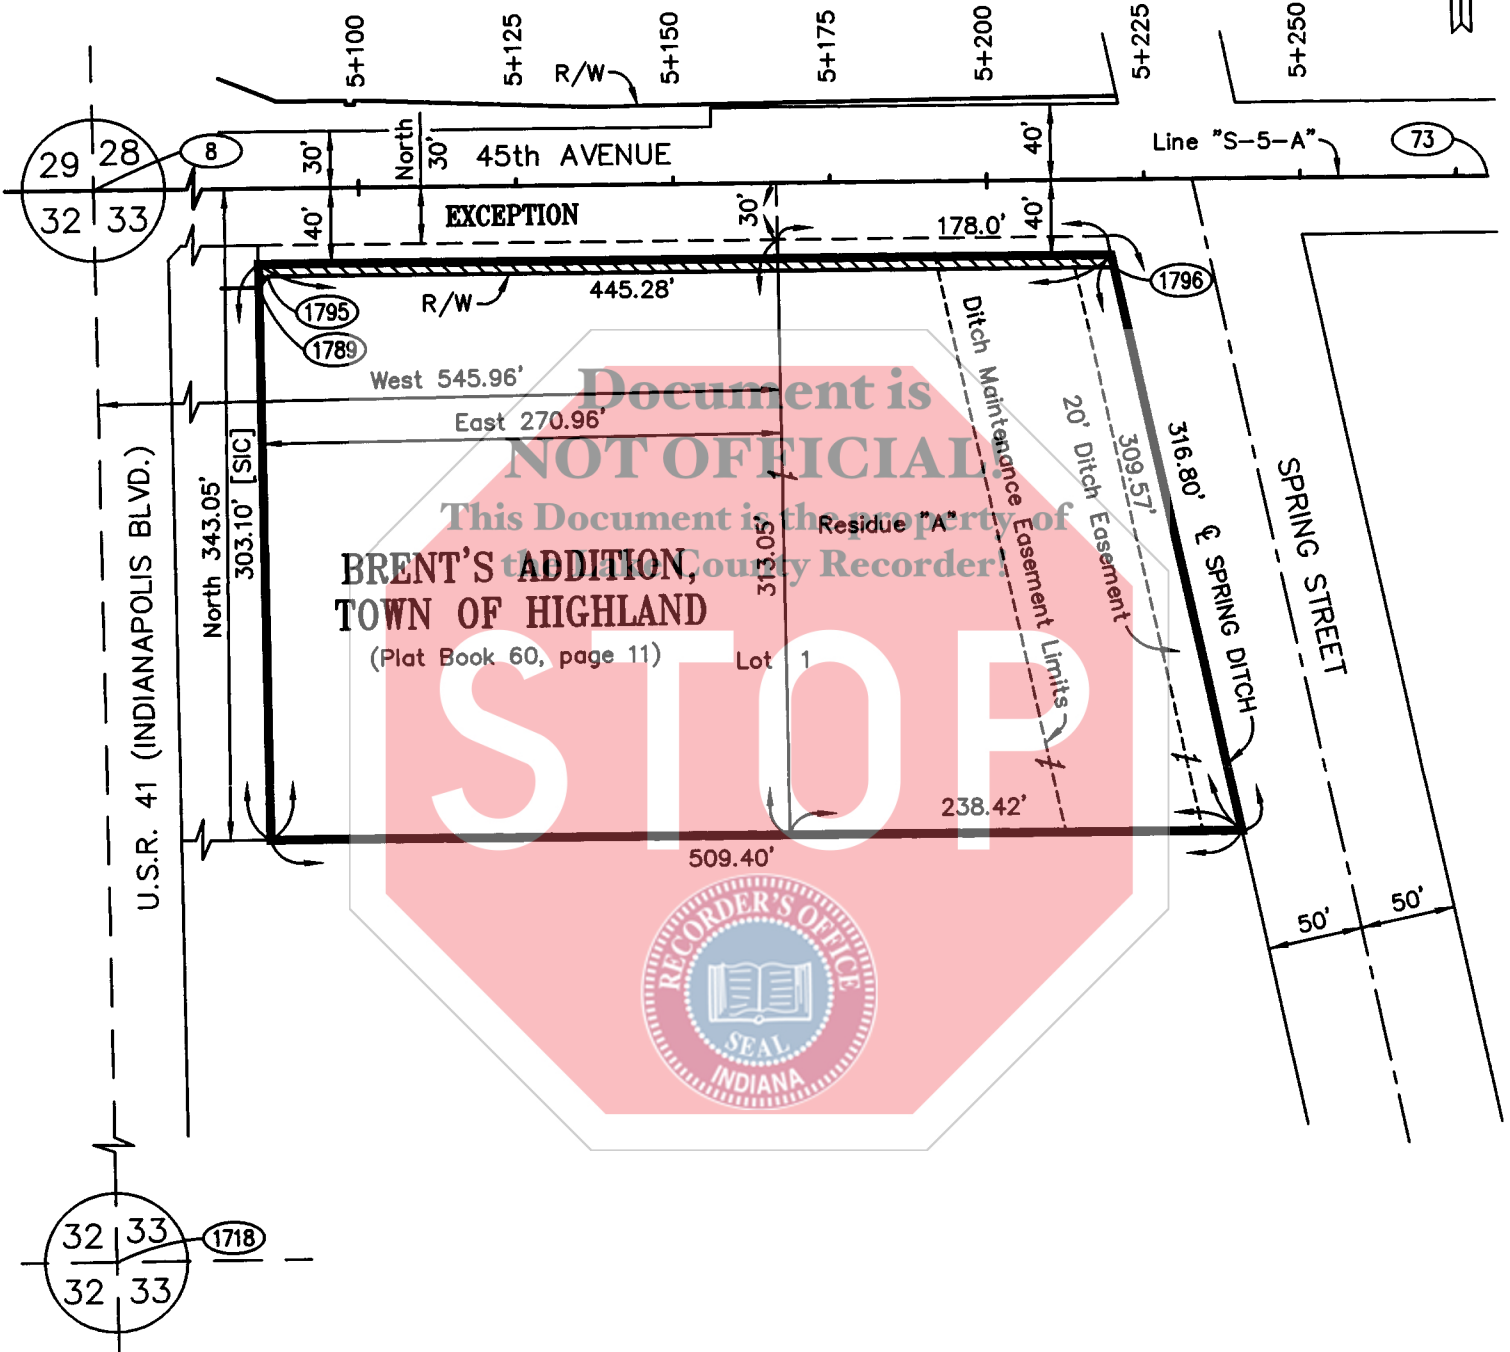 5+100
5+125
5+150
5+175
5+200
5+225
5+250
R/W
29 28
32 33
8
30'
North
30'
45th AVENUE
40'
Line "S-5-A"
73
40'
EXCEPTION
30'
178.0'
40'
1795
1789
R/W
445.28'
1796
West 545.96'
East 270.96'
North 343.05'
303.10' [SIC]
U.S.R. 41 (INDIANAPOLIS BLVD.)
Document is
NOT OFFICIAL!
This Document is the property of
the Lake County Recorder!
STOP
BRENT'S ADDITION,
TOWN OF HIGHLAND
(Plat Book 60, page 11)
Lot 1
313.05'
Residue "A"
Ditch Maintenance Easement Limits
20' Ditch Easement
309.57'
316.80'
℄ SPRING DITCH
SPRING STREET
238.42'
509.40'
50'
50'
RECORDER'S OFFICE
SEAL
INDIANA
32 33
32 33
1718